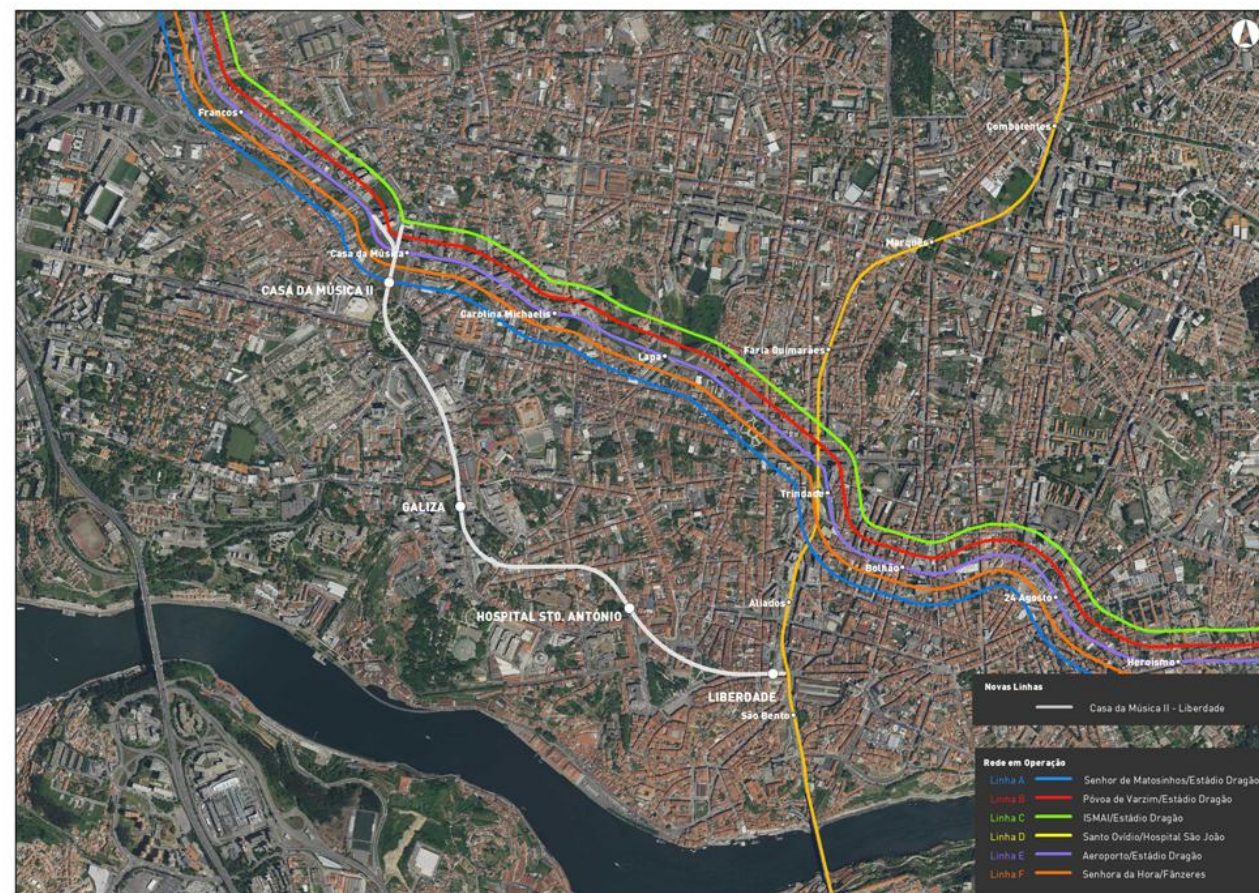 Francos
Combatentes
Marquês
Casa da Música
CASA DA MÚSICA II
Carolina Michaelis
Lapa
Faria Guimarães
Trindade
GALIZA
Bolhão
24 Agosto
Aliados
HOSPITAL STO. ANTÓNIO
Heroísmo
LIBERDADE
São Bento
Novas Linhas
Casa da Música II - Liberdade
Rede em Operação
Linha A Senhor de Matosinhos/Estádio Dragão
Linha B Póvoa de Varzim/Estádio Dragão
Linha C ISMAI/Estádio Dragão
Linha D Santo Ovídio/Hospital São João
Linha E Aeroporto/Estádio Dragão
Linha F Senhora da Hora/Fânzeres